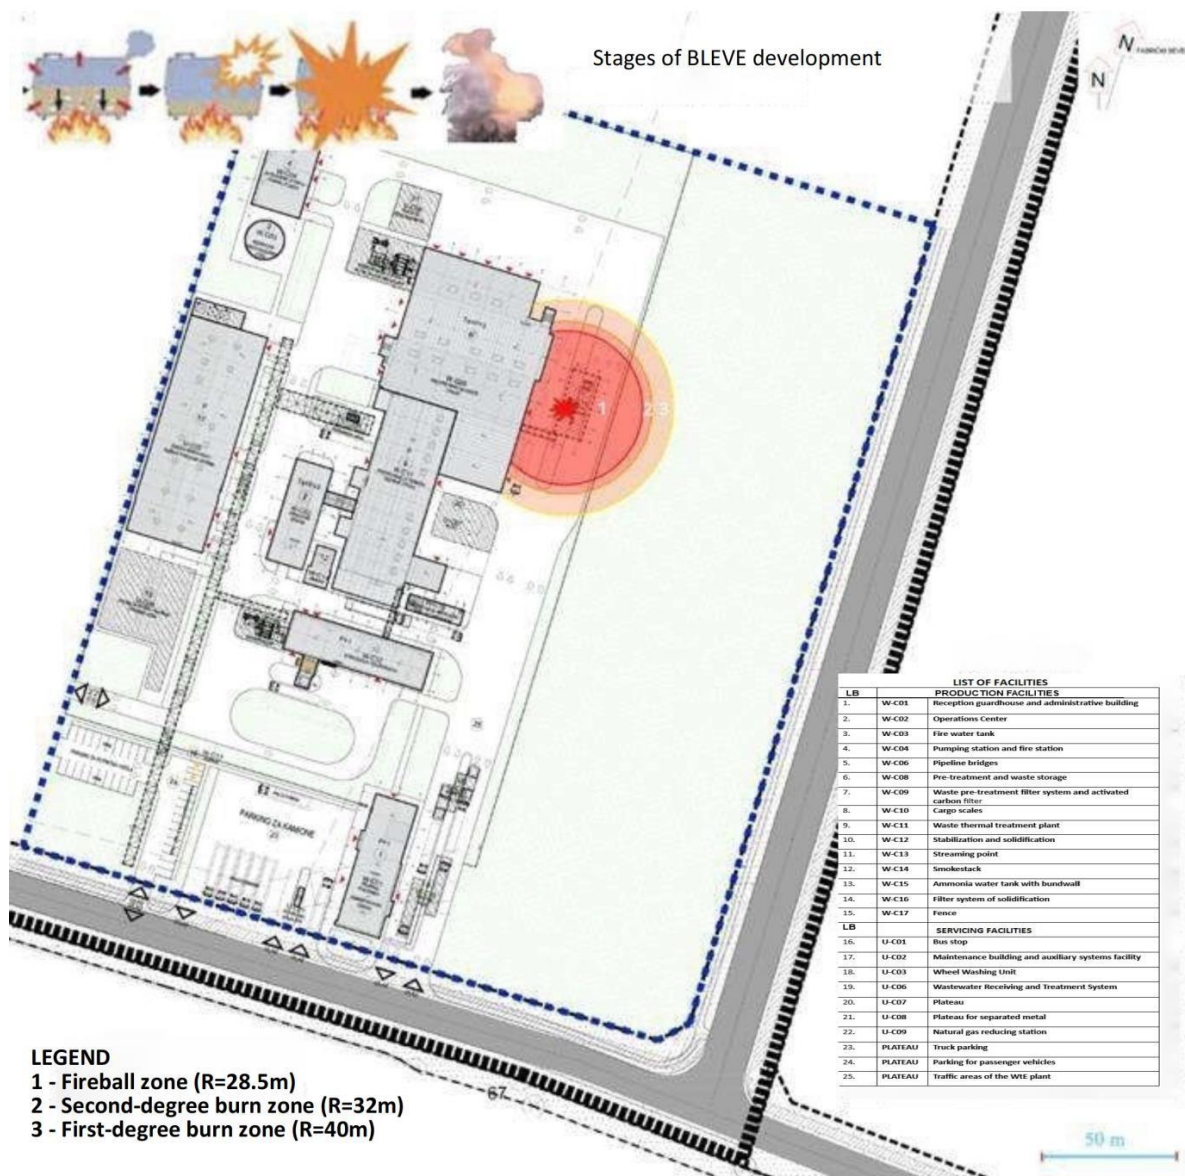 Stages of BLEVE development
N
N
1
2 3
PARKING ZA KAMIONE
67
LIST OF FACILITIES
LB PRODUCTION FACILITIES
1. W-C01 Reception guardhouse and administrative building
2. W-C02 Operations Center
3. W-C03 Fire water tank
4. W-C04 Pumping station and fire station
5. W-C06 Pipeline bridges
6. W-C08 Pre-treatment and waste storage
7. W-C09 Waste pre-treatment filter system and activated
carbon filter
8. W-C10 Cargo scales
9. W-C11 Waste thermal treatment plant
10. W-C12 Stabilization and solidification
11. W-C13 Streaming point
12. W-C14 Smokestack
13. W-C15 Ammonia water tank with bundwall
14. W-C16 Filter system of solidification
15. W-C17 Fence
LB SERVICING FACILITIES
16. U-C01 Bus stop
17. U-C02 Maintenance building and auxiliary systems facility
18. U-C03 Wheel Washing Unit
19. U-C06 Wastewater Receiving and Treatment System
20. U-C07 Plateau
21. U-C08 Plateau for separated metal
22. U-C09 Natural gas reducing station
23. PLATEAU Truck parking
24. PLATEAU Parking for passenger vehicles
25. PLATEAU Traffic areas of the WtE plant
LEGEND
1 - Fireball zone (R=28.5m)
2 - Second-degree burn zone (R=32m)
3 - First-degree burn zone (R=40m)
50 m